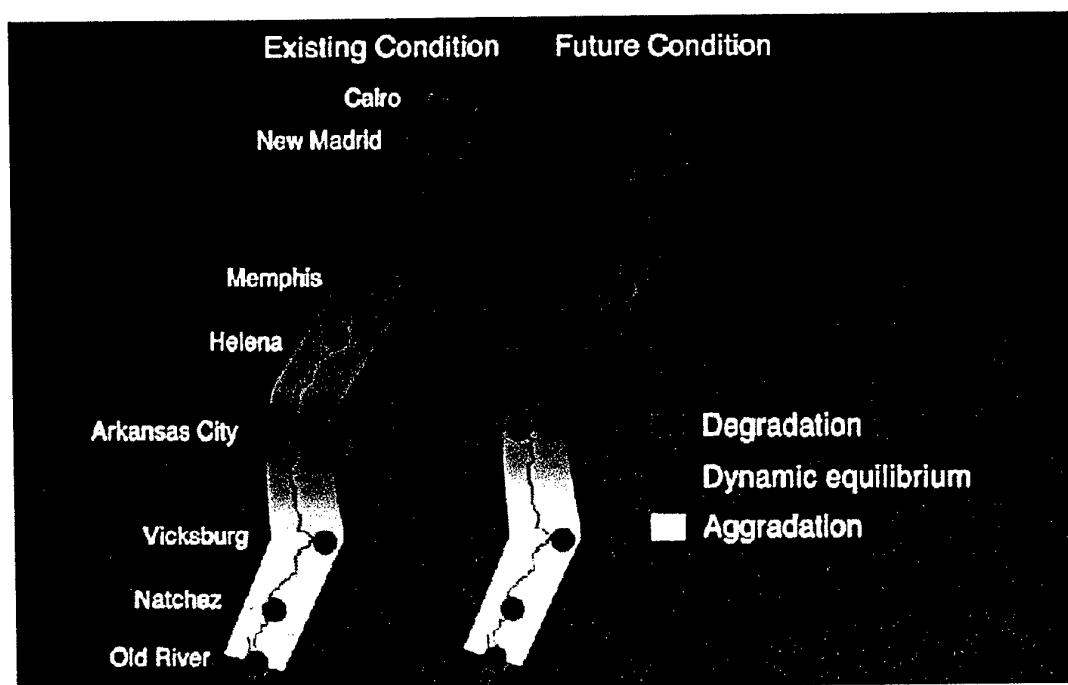 Existing Condition
Future Condition
Cairo
New Madrid
Memphis
Helena
Arkansas City
Vicksburg
Natchez
Old River
Degradation
Dynamic equilibrium
Aggradation